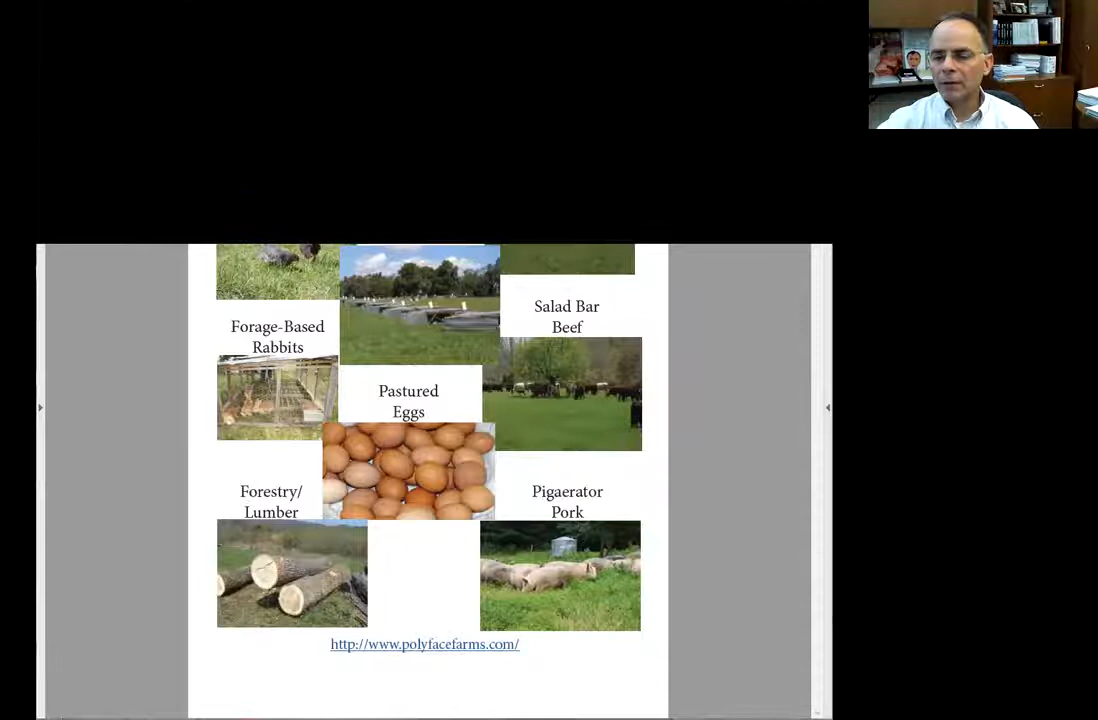 Salad Bar
Beef
Forage-Based
Rabbits
Pastured
Eggs
Forestry/
Lumber
Pigaerator
Pork
http://www.polyfacefarms.com/